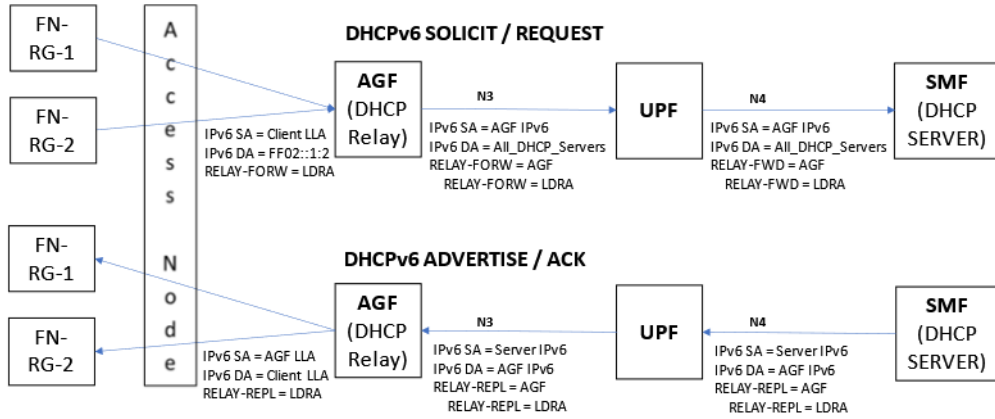 DHCPv6 SOLICIT / REQUEST
FN-
RG-1
FN-
RG-2
Access Node
AGF
(DHCP
Relay)
N3
UPF
N4
SMF
(DHCP
SERVER)
IPv6 SA = Client LLA
IPv6 DA = FF02::1:2
RELAY-FORW = LDRA
IPv6 SA = AGF IPv6
IPv6 DA = All_DHCP_Servers
RELAY-FORW = AGF
RELAY-FORW = LDRA
IPv6 SA = AGF IPv6
IPv6 DA = All_DHCP_Servers
RELAY-FWD = AGF
RELAY-FWD = LDRA
DHCPv6 ADVERTISE / ACK
FN-
RG-1
FN-
RG-2
AGF
(DHCP
Relay)
N3
UPF
N4
SMF
(DHCP
SERVER)
IPv6 SA = AGF LLA
IPv6 DA = Client LLA
RELAY-REPL = LDRA
IPv6 SA = Server IPv6
IPv6 DA = AGF IPv6
RELAY-REPL = AGF
RELAY-REPL = LDRA
IPv6 SA = Server IPv6
IPv6 DA = AGF IPv6
RELAY-REPL = AGF
RELAY-REPL = LDRA